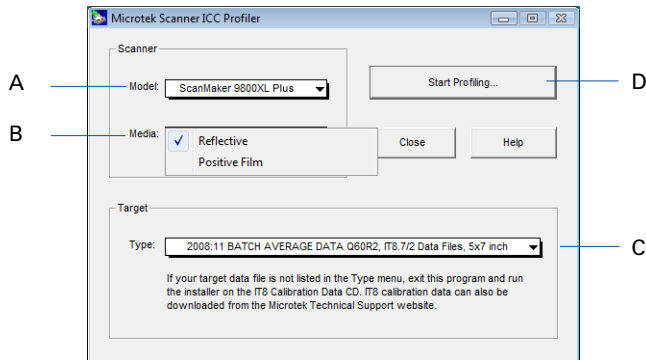 Microtek Scanner ICC Profiler
Scanner
A
Model: ScanMaker 9800XL Plus
Start Profiling...
D
B
Media:
Reflective
Positive Film
Close
Help
Target
Type: 2008:11 BATCH AVERAGE DATA Q60R2, IT8.7/2 Data Files, 5x7 inch
C
If your target data file is not listed in the Type menu, exit this program and run
the installer on the IT8 Calibration Data CD. IT8 calibration data can also be
downloaded from the Microtek Technical Support website.